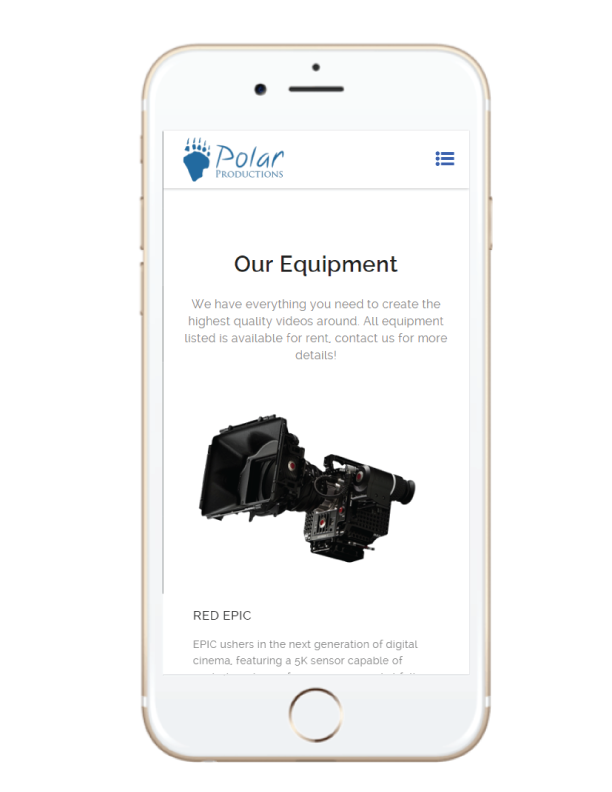 Polar
PRODUCTIONS
Our Equipment
We have everything you need to create the
highest quality videos around. All equipment
listed is available for rent, contact us for more
details!
RED EPIC
EPIC ushers in the next generation of digital
cinema, featuring a 5K sensor capable of